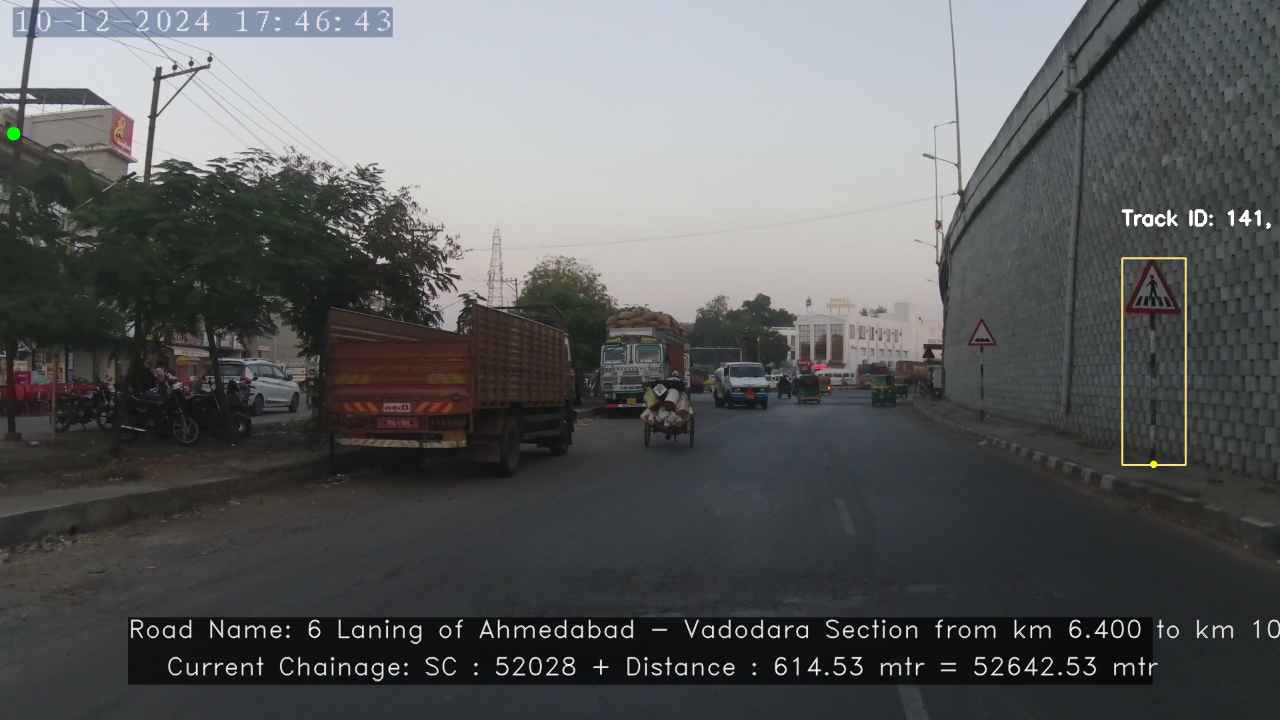 10-12-2024 17:46:43
Track ID: 141,
Road Name: 6 Laning of Ahmedabad - Vadodara Section from km 6.400 to km 10
Current Chainage: SC : 52028 + Distance : 614.53 mtr = 52642.53 mtr